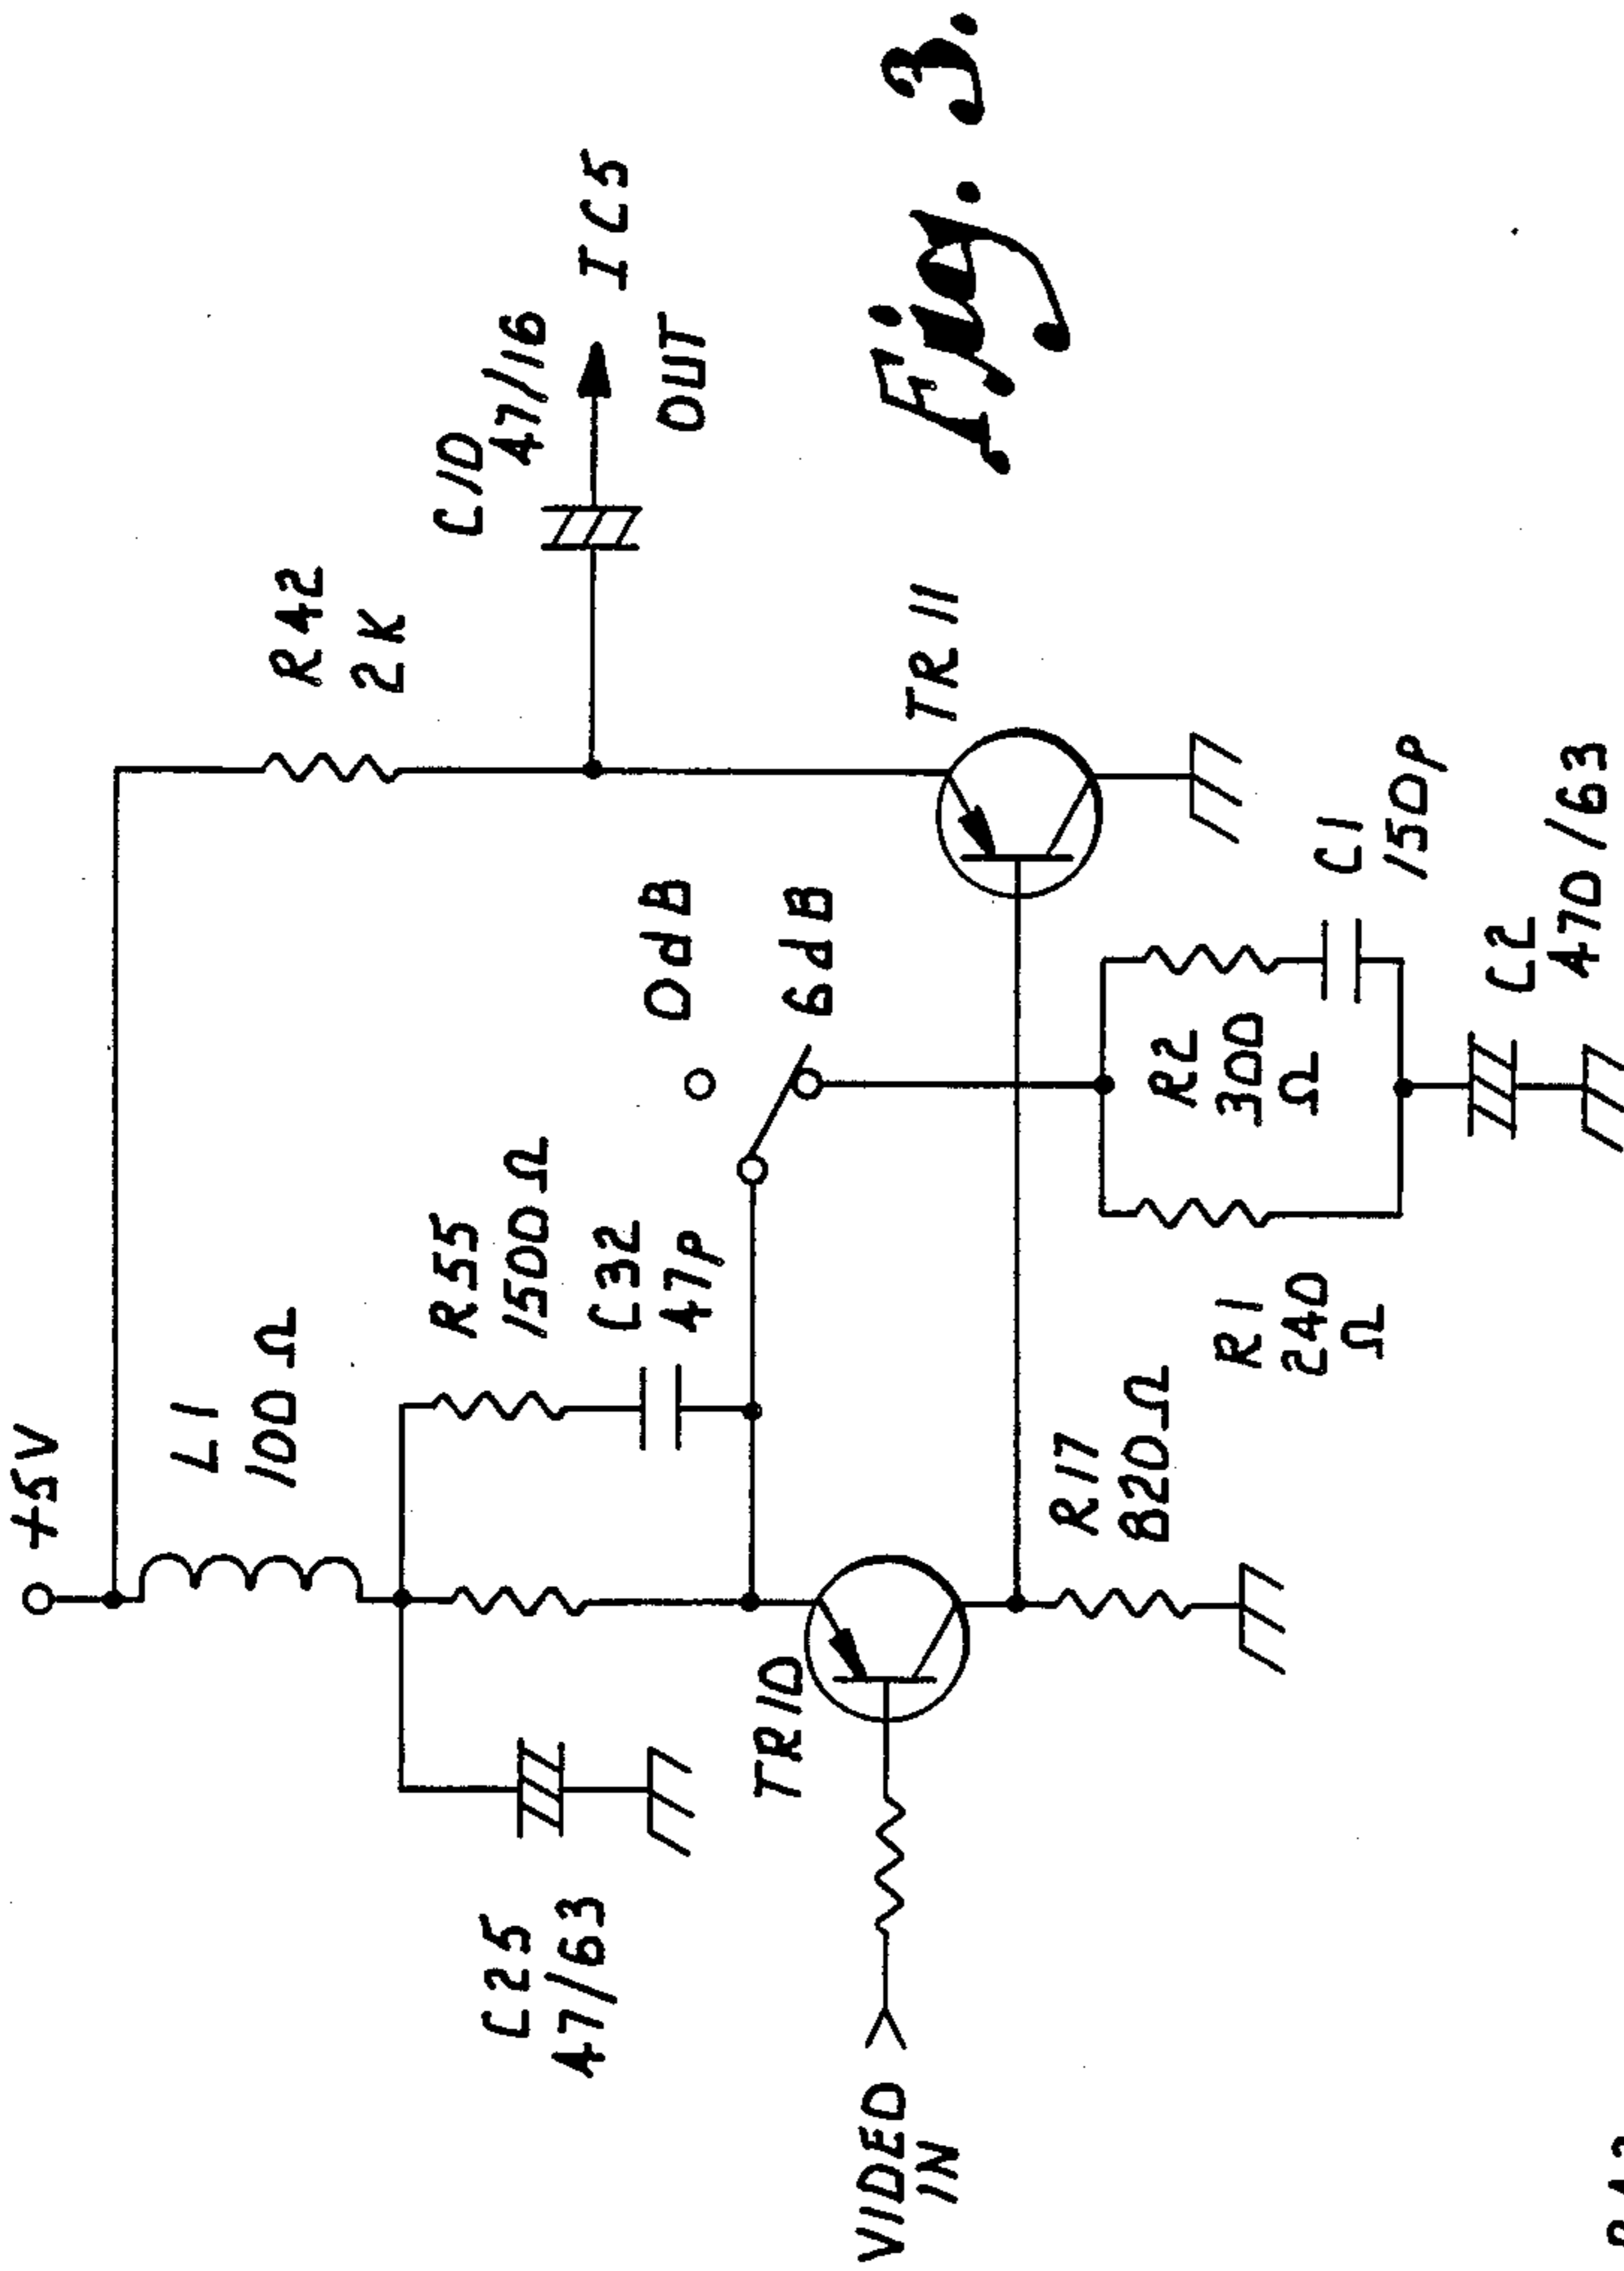 +5V
L1
100Ω
R42
2K
R55
1500Ω
C32
47P
C10
47/16
IC5
OUT
C25
47/63
0dB
6dB
TR10
TR11
VIDEO
IN
Fig. 3.
R17
820Ω
R1
240
Ω
R2
300
Ω
C1
150P
C2
470/63